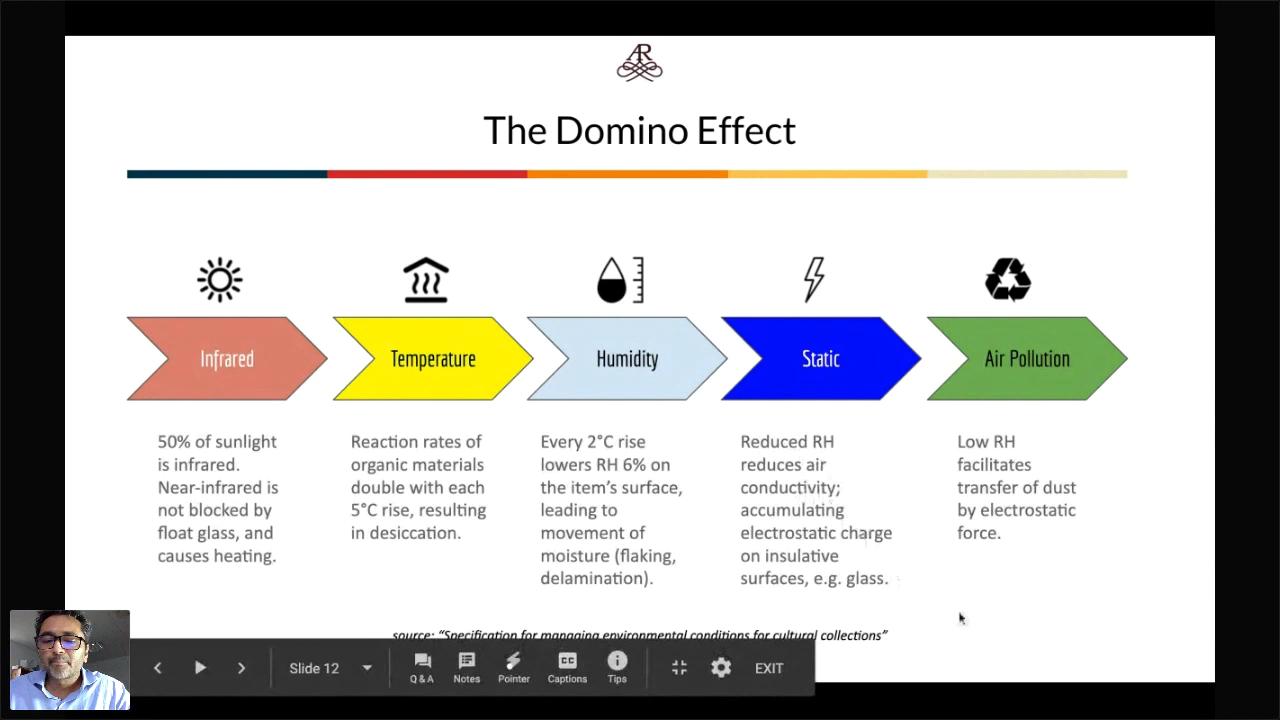 AR
The Domino Effect
Infrared
Temperature
Humidity
Static
Air Pollution
50% of sunlight
is infrared.
Near-infrared is
not blocked by
float glass, and
causes heating.
Reaction rates of
organic materials
double with each
5°C rise, resulting
in desiccation.
Every 2°C rise
lowers RH 6% on
the item's surface,
leading to
movement of
moisture (flaking,
delamination).
Reduced RH
reduces air
conductivity;
accumulating
electrostatic charge
on insulative
surfaces, e.g. glass.
Low RH
facilitates
transfer of dust
by electrostatic
force.
source: “Specification for managing environmental conditions for cultural collections”
Slide 12
Q & A
Notes
Pointer
CC
Captions
Tips
EXIT